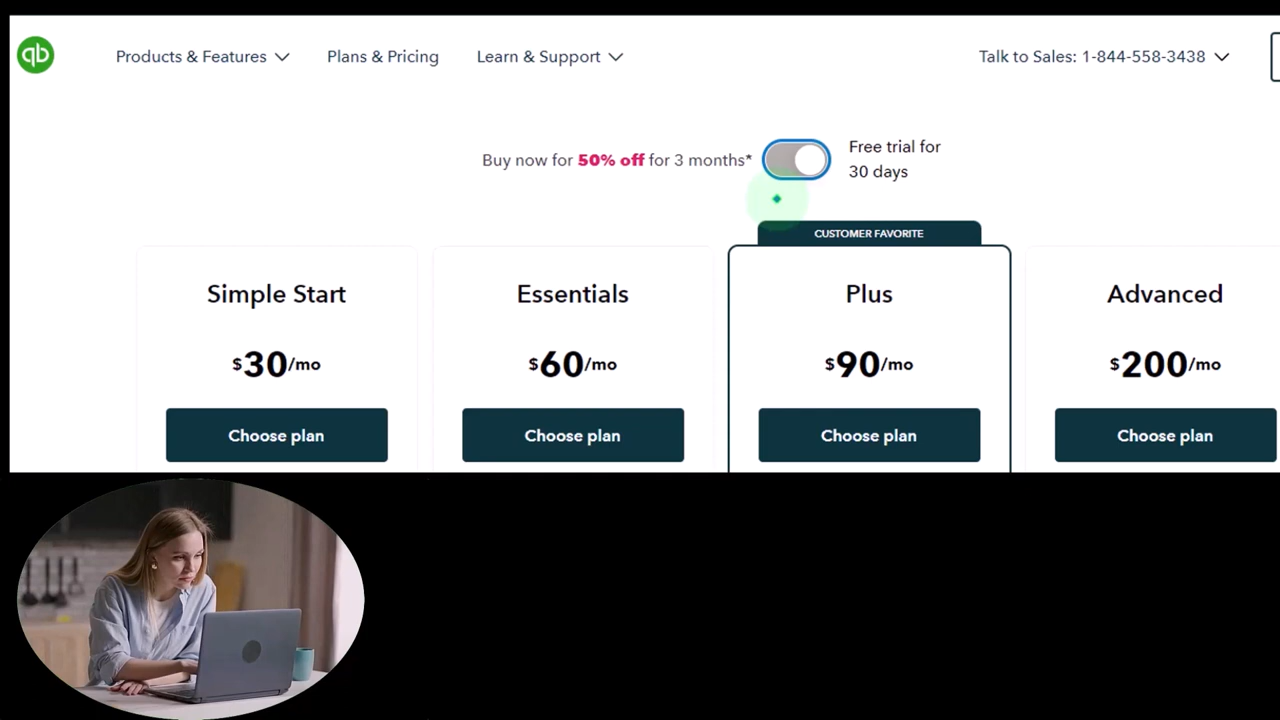 qb
Products & Features
Plans & Pricing
Learn & Support
Talk to Sales: 1-844-558-3438
Buy now for 50% off for 3 months*
Free trial for
30 days
CUSTOMER FAVORITE
Simple Start
Essentials
Plus
Advanced
$30/mo
$60/mo
$90/mo
$200/mo
Choose plan
Choose plan
Choose plan
Choose plan